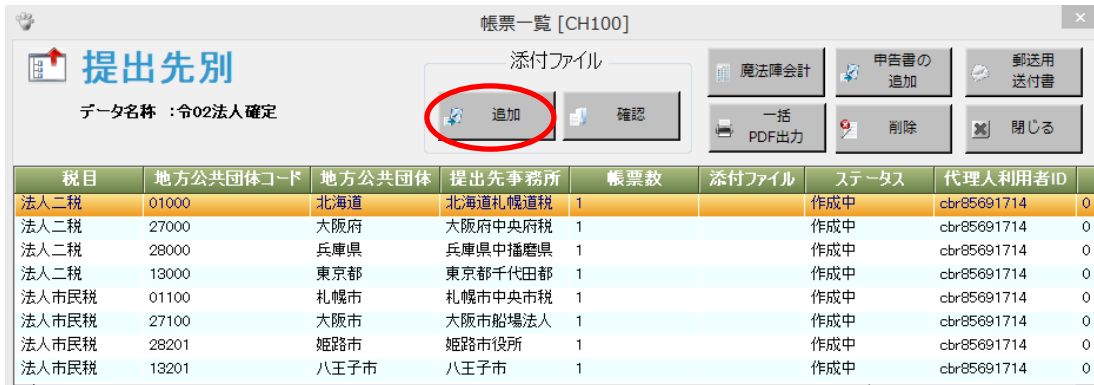 帳票一覧 [CH100]
提出先別
データ名称 ：令02法人確定
添付ファイル
追加
確認
魔法陣会計
申告書の
追加
郵送用
送付書
一括
PDF出力
削除
閉じる
税目 地方公共団体コード 地方公共団体 提出先事務所 帳票数 添付ファイル ステータス 代理人利用者ID
法人二税 01000 北海道 北海道札幌道税 1 作成中 cbr85691714 0
法人二税 27000 大阪府 大阪府中央府税 1 作成中 cbr85691714 0
法人二税 28000 兵庫県 兵庫県中播磨県 1 作成中 cbr85691714 0
法人二税 13000 東京都 東京都千代田都 1 作成中 cbr85691714 0
法人市民税 01100 札幌市 札幌市中央市税 1 作成中 cbr85691714 0
法人市民税 27100 大阪市 大阪市船場法人 1 作成中 cbr85691714 0
法人市民税 28201 姫路市 姫路市役所 1 作成中 cbr85691714 0
法人市民税 13201 八王子市 八王子市 1 作成中 cbr85691714 0